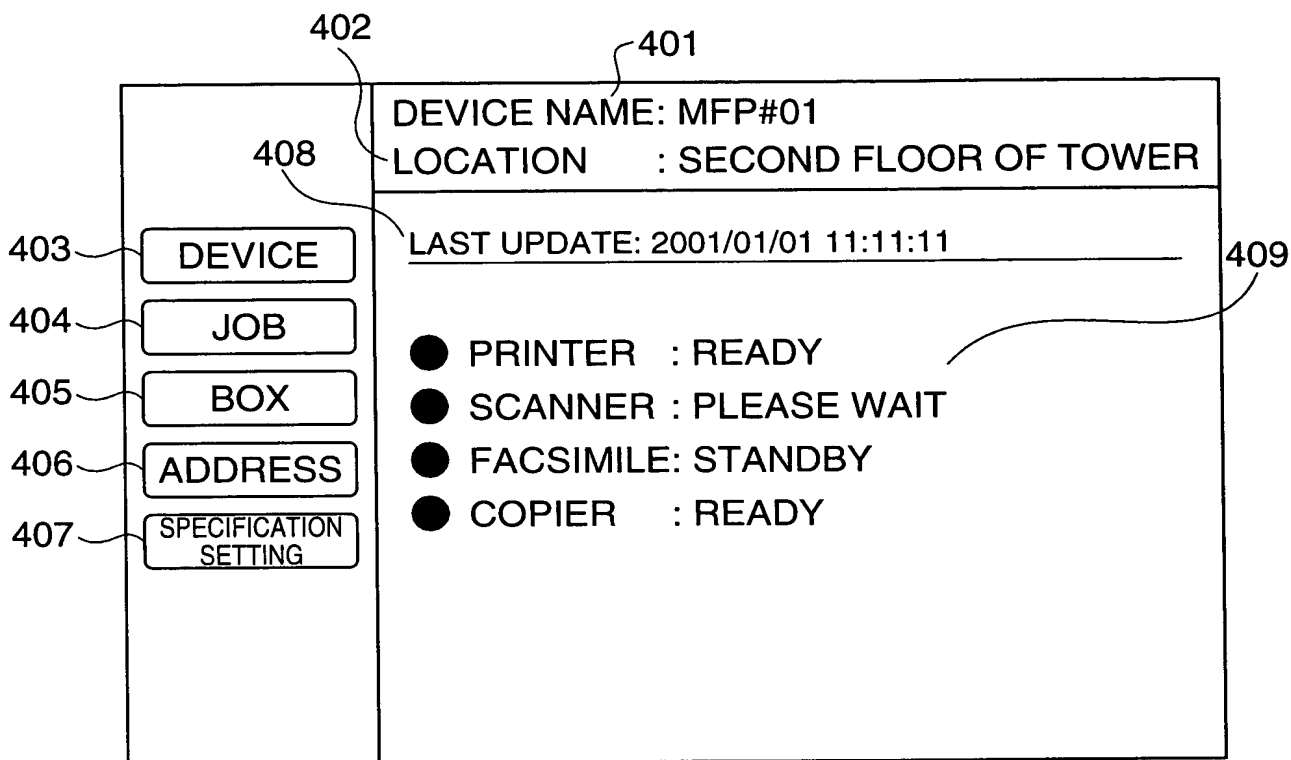 402
401
DEVICE NAME: MFP#01
408
LOCATION : SECOND FLOOR OF TOWER
403
DEVICE
LAST UPDATE: 2001/01/01 11:11:11
409
404
JOB
PRINTER : READY
405
BOX
SCANNER : PLEASE WAIT
406
ADDRESS
FACSIMILE: STANDBY
407
SPECIFICATION
SETTING
COPIER : READY